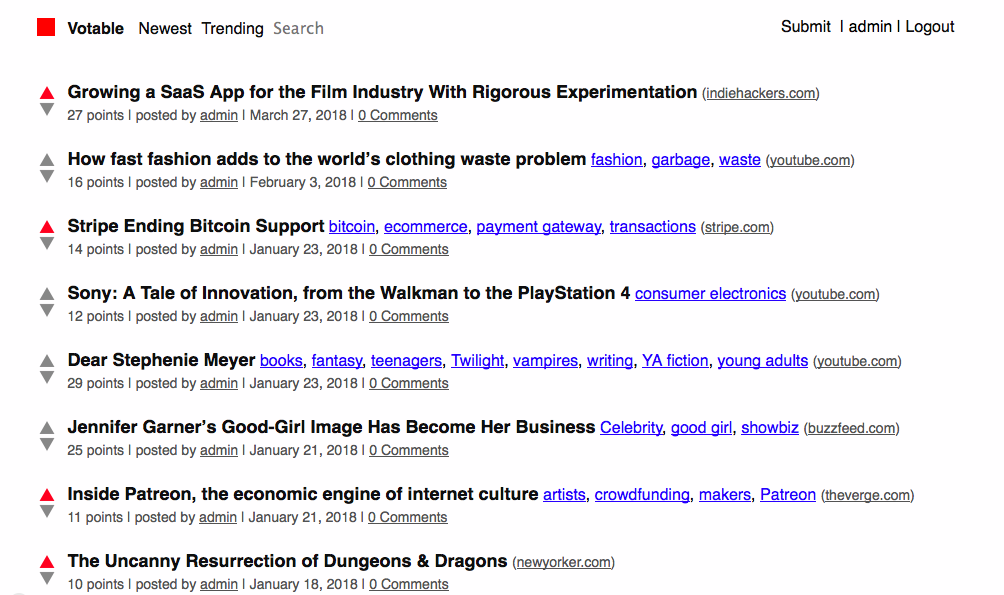 Votable Newest Trending Search Submit | admin | Logout
Growing a SaaS App for the Film Industry With Rigorous Experimentation (indiehackers.com)
27 points | posted by admin | March 27, 2018 | 0 Comments
How fast fashion adds to the world’s clothing waste problem fashion, garbage, waste (youtube.com)
16 points | posted by admin | February 3, 2018 | 0 Comments
Stripe Ending Bitcoin Support bitcoin, ecommerce, payment gateway, transactions (stripe.com)
14 points | posted by admin | January 23, 2018 | 0 Comments
Sony: A Tale of Innovation, from the Walkman to the PlayStation 4 consumer electronics (youtube.com)
12 points | posted by admin | January 23, 2018 | 0 Comments
Dear Stephenie Meyer books, fantasy, teenagers, Twilight, vampires, writing, YA fiction, young adults (youtube.com)
29 points | posted by admin | January 23, 2018 | 0 Comments
Jennifer Garner’s Good-Girl Image Has Become Her Business Celebrity, good girl, showbiz (buzzfeed.com)
25 points | posted by admin | January 21, 2018 | 0 Comments
Inside Patreon, the economic engine of internet culture artists, crowdfunding, makers, Patreon (theverge.com)
11 points | posted by admin | January 21, 2018 | 0 Comments
The Uncanny Resurrection of Dungeons & Dragons (newyorker.com)
10 points | posted by admin | January 18, 2018 | 0 Comments